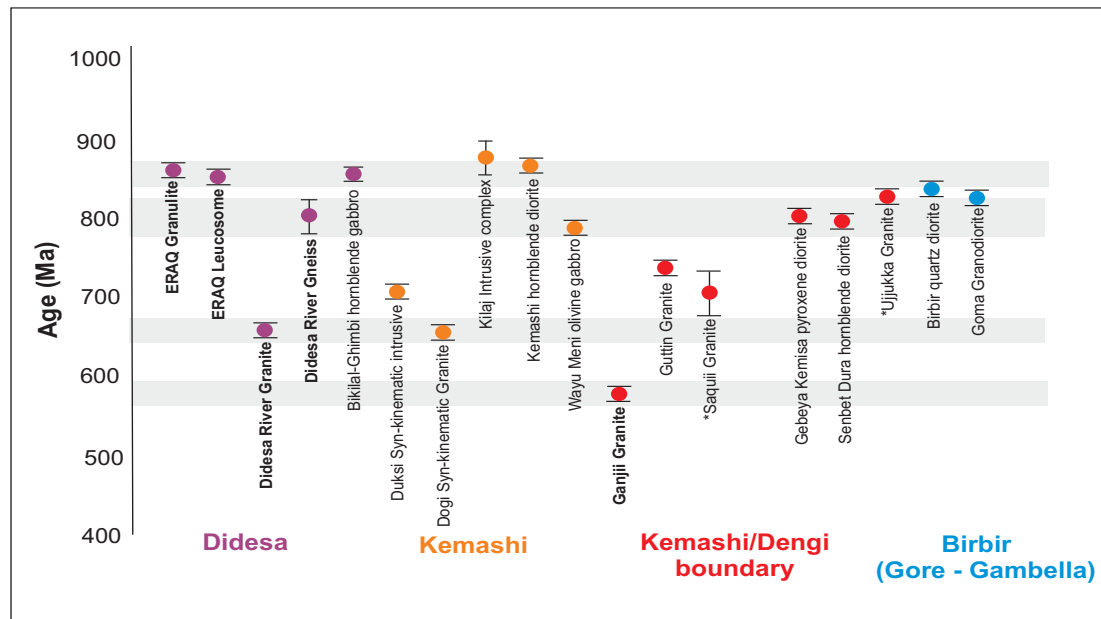 1000
900
800
700
600
500
400
Age (Ma)
ERAQ Granulite
ERAQ Leucosome
Didesa River Granite
Didesa River Gneiss
Bikilal-Ghimbi hornblende gabbro
Duksi Syn-kinematic intrusive
Dogi Syn-kinematic Granite
Kilaj Intrusive complex
Kemashi hornblende diorite
Wayu Meni olivine gabbro
Ganjii Granite
Guttin Granite
*Saquii Granite
Gebeya Kemisa pyroxene diorite
Senbet Dura hornblende diorite
*Ujjukka Granite
Birbir quartz diorite
Goma Granodiorite
Didesa
Kemashi
Kemashi/Dengi
boundary
Birbir
(Gore - Gambella)